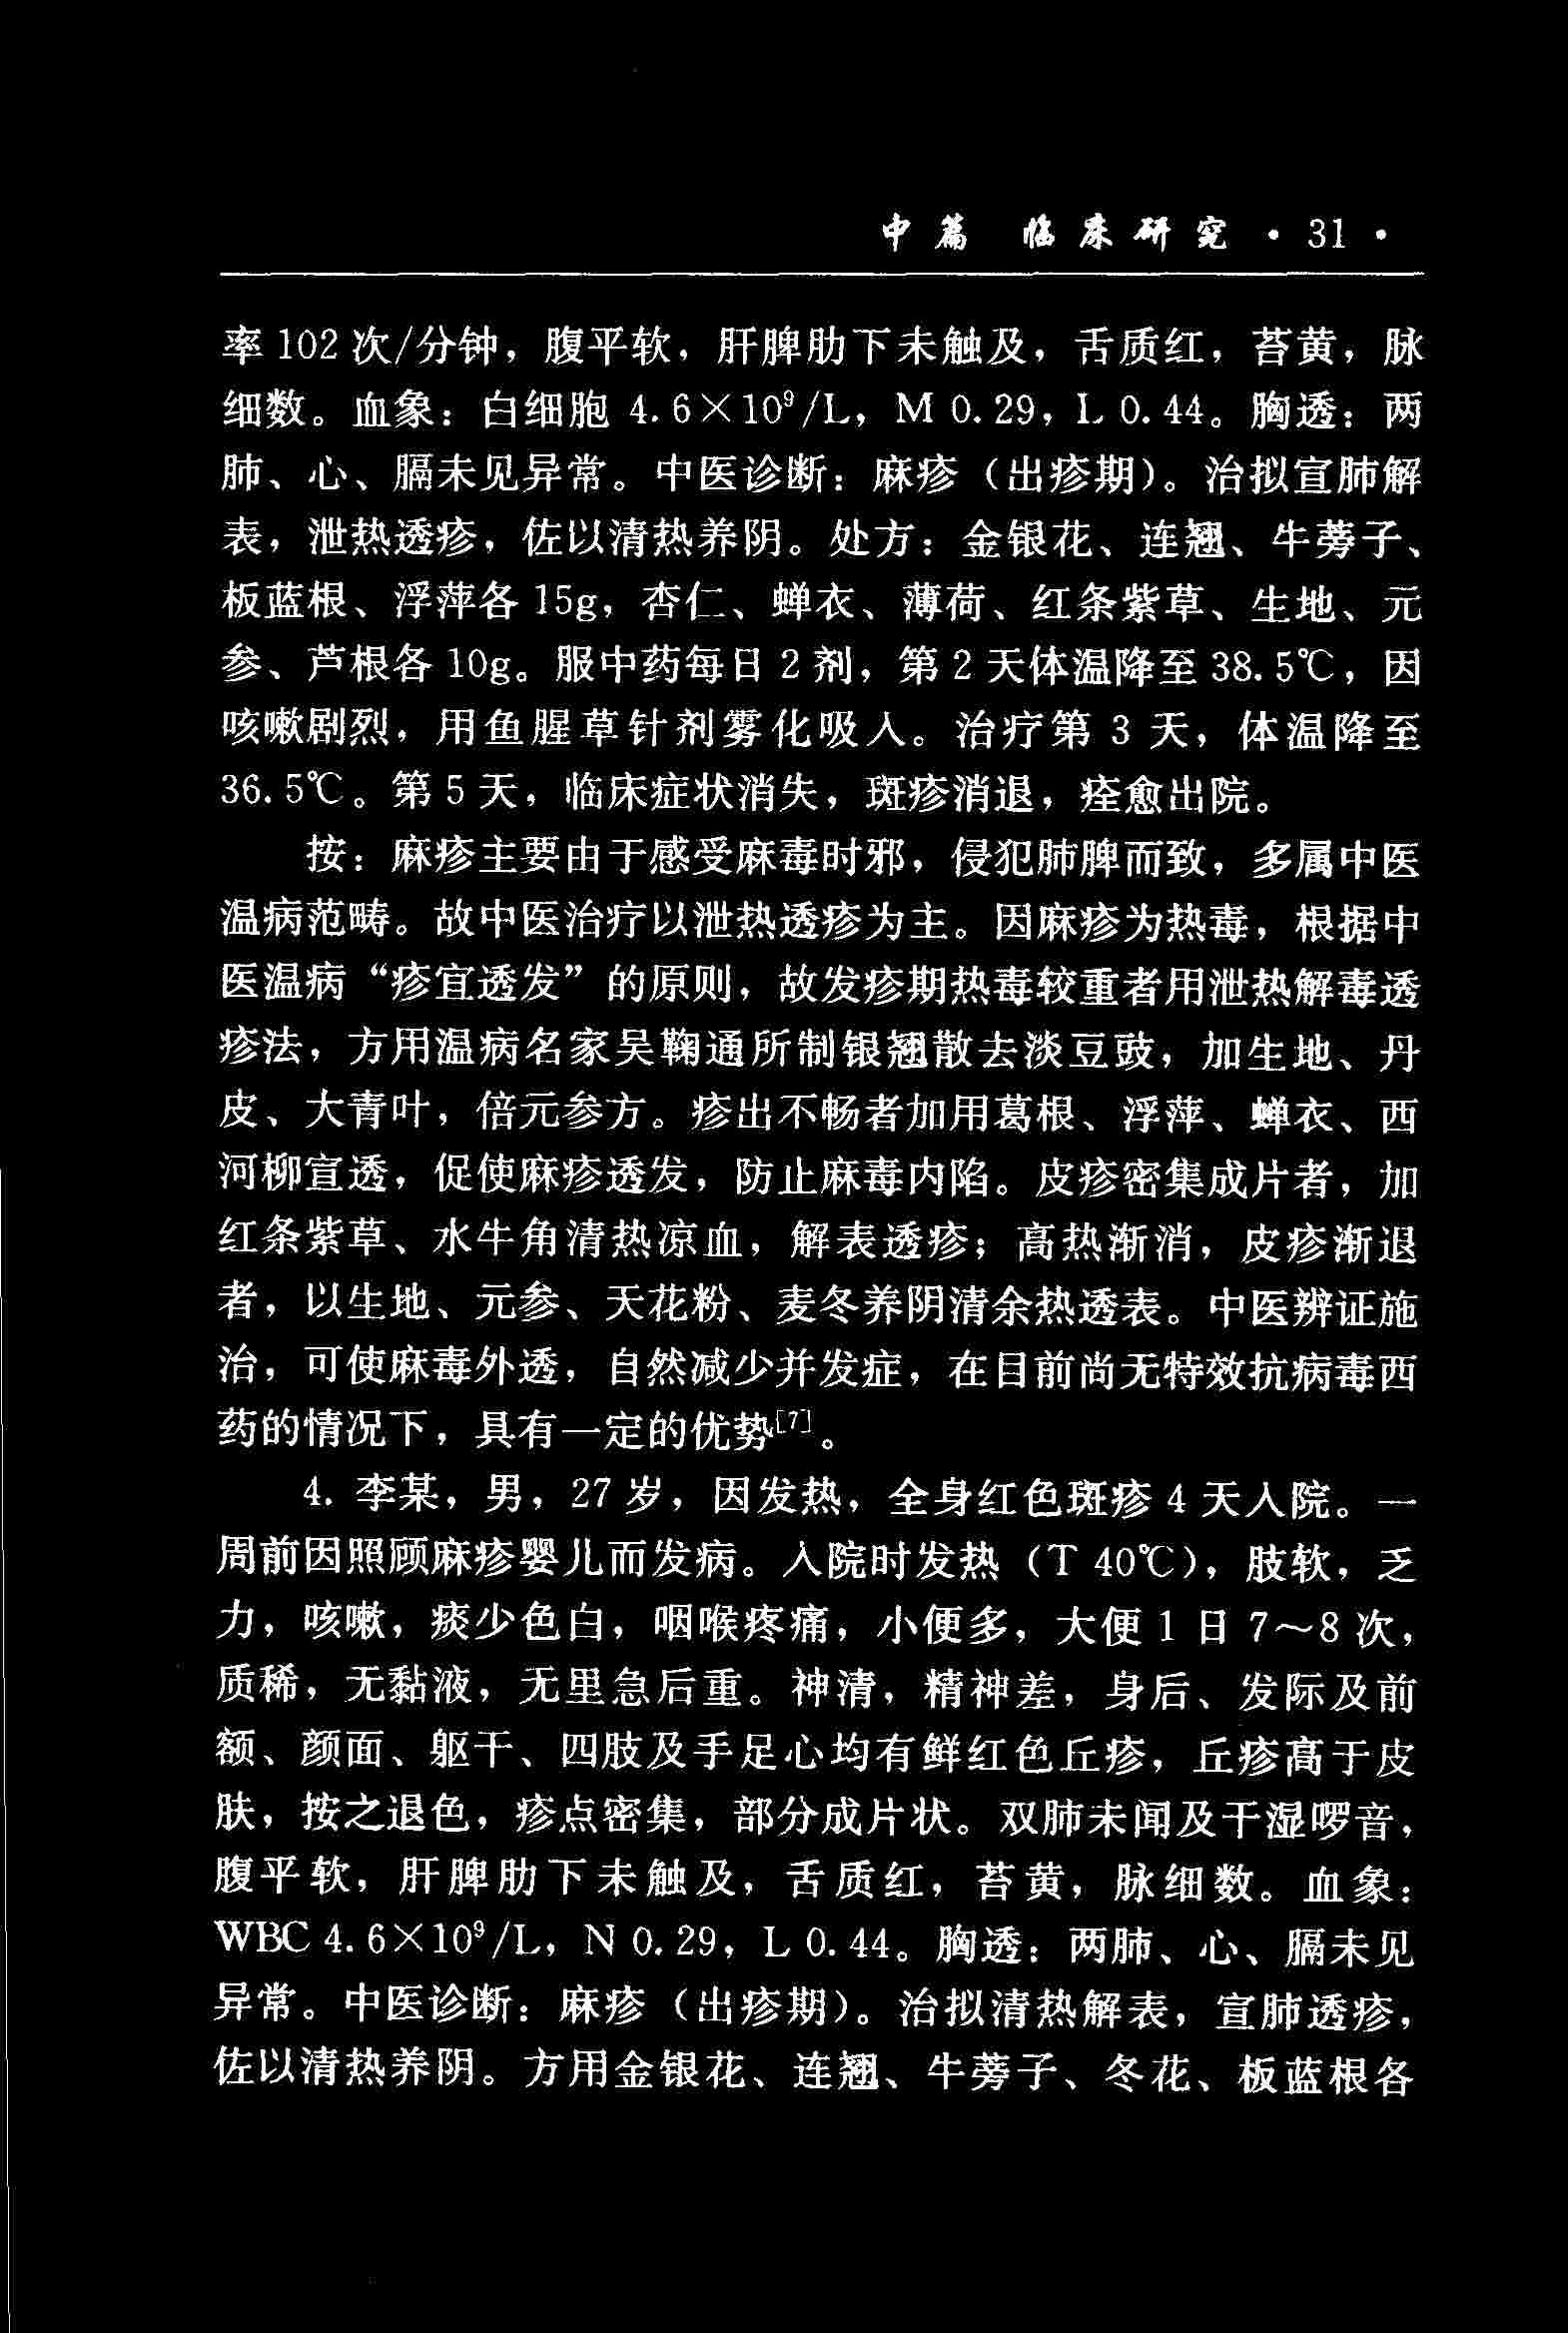 中篇 临床研究 · 31 ·
率 102 次/分钟，腹平软，肝脾肋下未触及，舌质红，苔黄，脉
细数。血象：白细胞 4.6×10⁹/L，M 0.29，L 0.44。胸透：两
肺、心、膈未见异常。中医诊断：麻疹（出疹期）。治拟宣肺解
表，泄热透疹，佐以清热养阴。处方：金银花、连翘、牛蒡子、
板蓝根、浮萍各 15g，杏仁、蝉衣、薄荷、红条紫草、生地、元
参、芦根各 10g。服中药每日 2 剂，第 2 天体温降至 38.5℃，因
咳嗽剧烈，用鱼腥草针剂雾化吸入。治疗第 3 天，体温降至
36.5℃。第 5 天，临床症状消失，斑疹消退，痊愈出院。
按：麻疹主要由于感受麻毒时邪，侵犯肺脾而致，多属中医
温病范畴。故中医治疗以泄热透疹为主。因麻疹为热毒，根据中
医温病“疹宜透发”的原则，故发疹期热毒较重者用泄热解毒透
疹法，方用温病名家吴鞠通所制银翘散去淡豆豉，加生地、丹
皮、大青叶，倍元参方。疹出不畅者加用葛根、浮萍、蝉衣、西
河柳宣透，促使麻疹透发，防止麻毒内陷。皮疹密集成片者，加
红条紫草、水牛角清热凉血，解表透疹；高热渐消，皮疹渐退
者，以生地、元参、天花粉、麦冬养阴清余热透表。中医辨证施
治，可使麻毒外透，自然减少并发症，在目前尚无特效抗病毒西
药的情况下，具有一定的优势[7]。
4. 李某，男，27 岁，因发热，全身红色斑疹 4 天入院。一
周前因照顾麻疹婴儿而发病。入院时发热（T 40℃），肢软，乏
力，咳嗽，痰少色白，咽喉疼痛，小便多，大便 1 日 7～8 次，
质稀，无黏液，无里急后重。神清，精神差，身后、发际及前
额、颜面、躯干、四肢及手足心均有鲜红色丘疹，丘疹高于皮
肤，按之退色，疹点密集，部分成片状。双肺未闻及干湿啰音，
腹平软，肝脾肋下未触及，舌质红，苔黄，脉细数。血象：
WBC 4.6×10⁹/L，N 0.29，L 0.44。胸透：两肺、心、膈未见
异常。中医诊断：麻疹（出疹期）。治拟清热解表，宣肺透疹，
佐以清热养阴。方用金银花、连翘、牛蒡子、冬花、板蓝根各